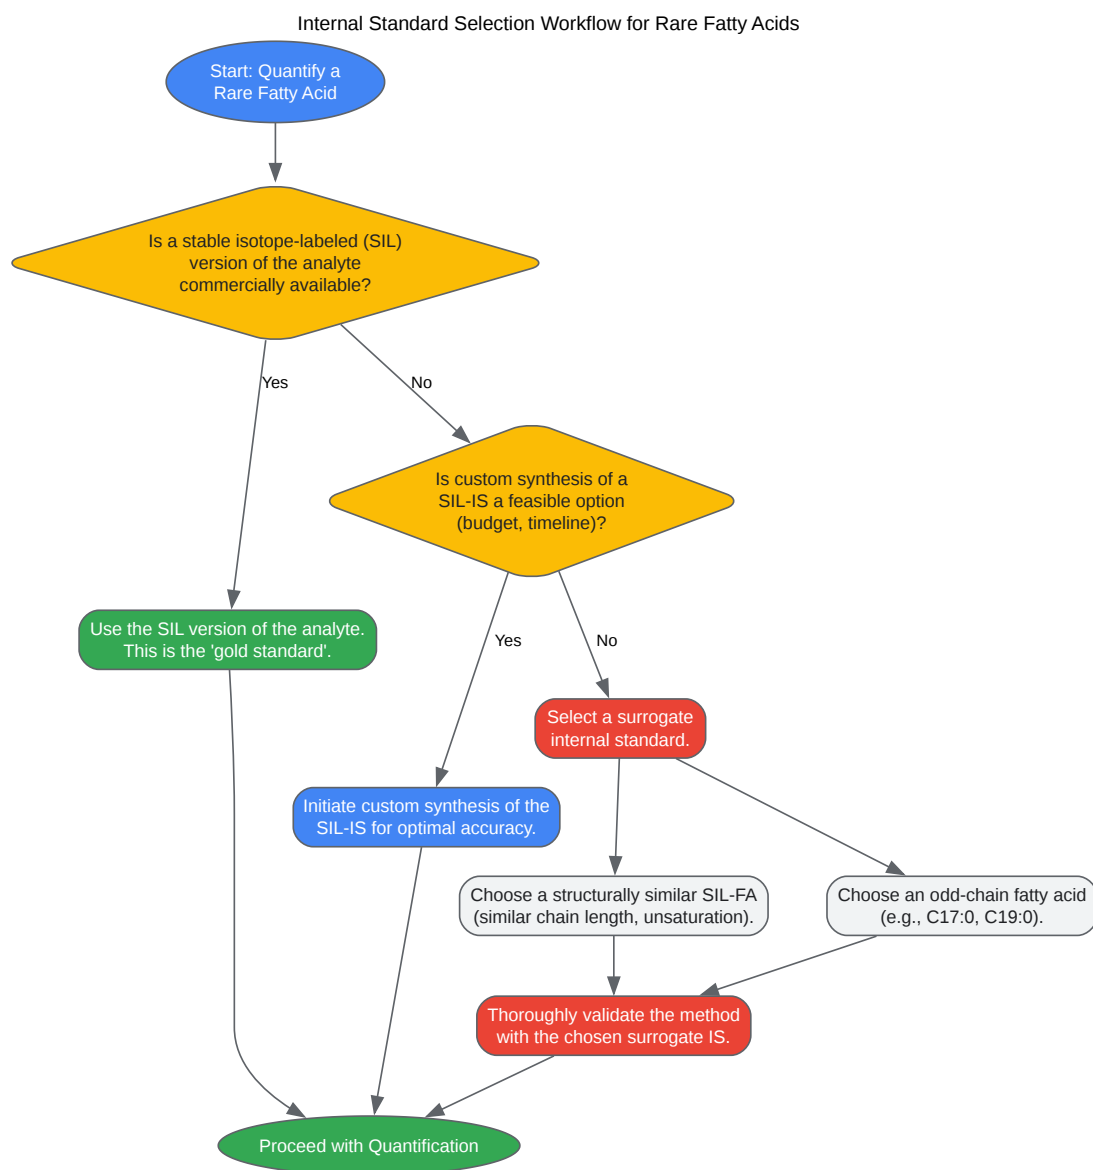 Internal Standard Selection Workflow for Rare Fatty Acids
Start: Quantify a
Rare Fatty Acid
Is a stable isotope-labeled (SIL)
version of the analyte
commercially available?
Yes
No
Is custom synthesis of a
SIL-IS a feasible option
(budget, timeline)?
Use the SIL version of the analyte.
This is the 'gold standard'.
Yes
No
Select a surrogate
internal standard.
Initiate custom synthesis of the
SIL-IS for optimal accuracy.
Choose a structurally similar SIL-FA
(similar chain length, unsaturation).
Choose an odd-chain fatty acid
(e.g., C17:0, C19:0).
Thoroughly validate the method
with the chosen surrogate IS.
Proceed with Quantification